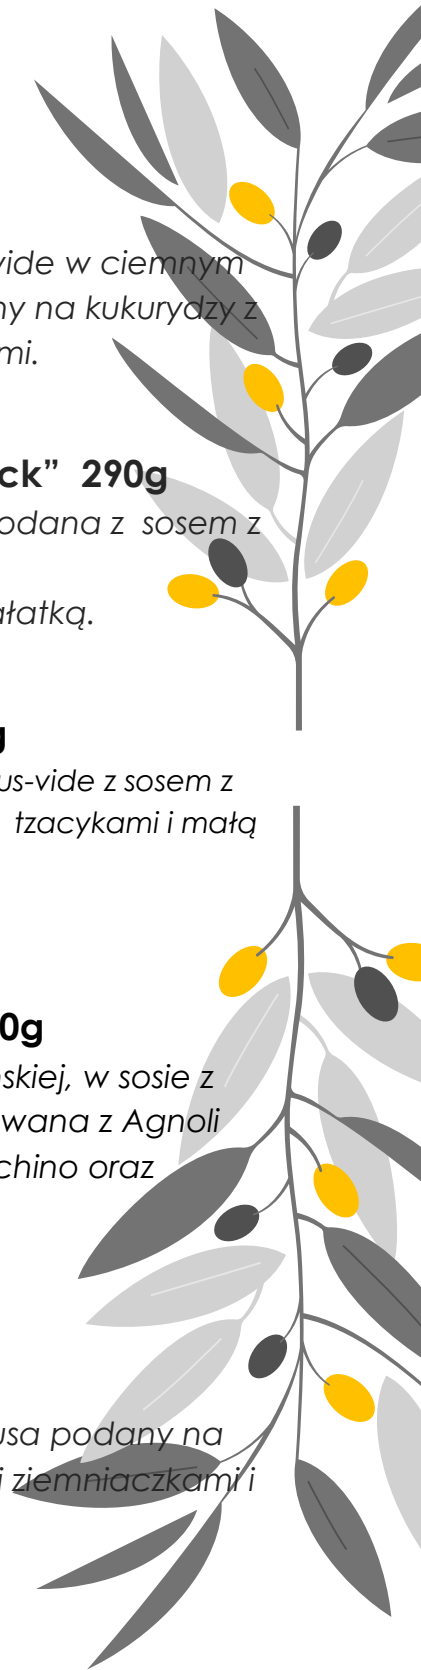 vide w ciemnym
ny na kukurydzy z
mi.
ck” 290g
odana z sosem z
ałatką.
g
us-vide z sosem z
tzacykami i małą
0g
skiej, w sosie z
wana z Agnoli
chino oraz
usa podany na
i ziemniaczkami i